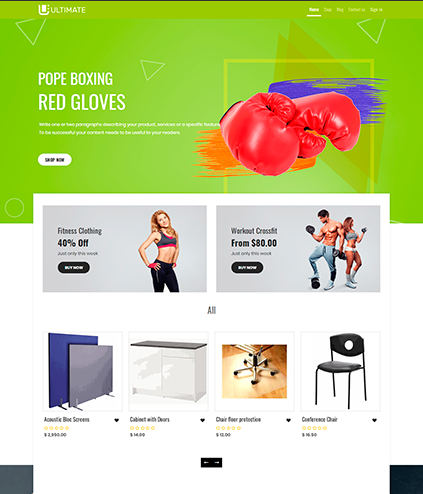 ULTIMATE
Home Shop Blog Contact us Sign in
POPE BOXING
RED GLOVES
Write one or two paragraphs describing your product, services or a specific feature.
To be successful your content needs to be useful to your readers.
SHOP NOW
Fitness Clothing
40% Off
Just only this week
BUY NOW
Workout Crossfit
From $80.00
Just only this week
BUY NOW
All
Acoustic Bloc Screens
$ 2,950.00
Cabinet with Doors
$ 14.00
Chair floor protection
$ 12.00
Conference Chair
$ 16.50